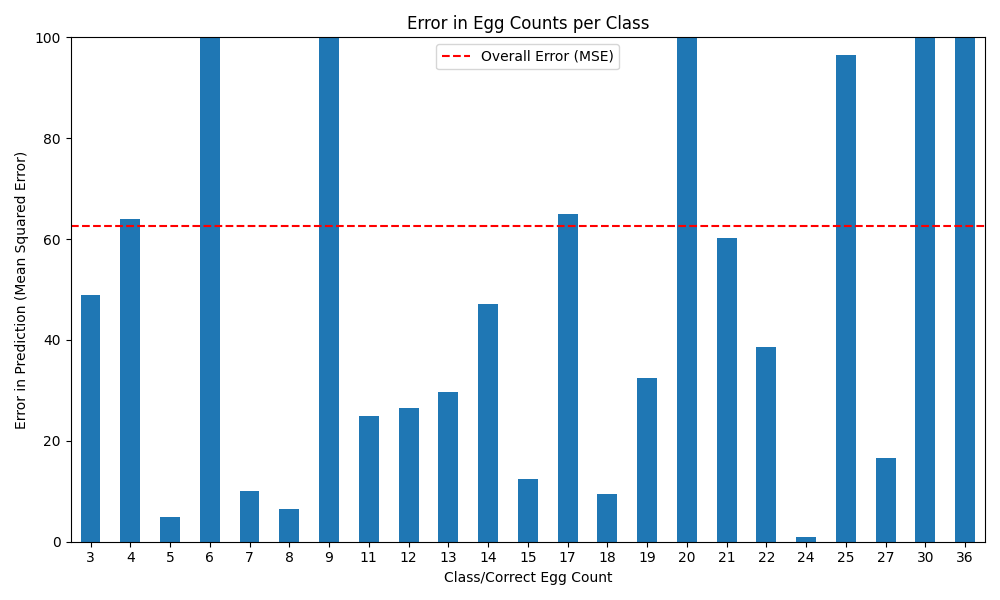 Error in Egg Counts per Class
Overall Error (MSE)
Error in Prediction (Mean Squared Error)
100
80
60
40
20
0
3 4 5 6 7 8 9 11 12 13 14 15 17 18 19 20 21 22 24 25 27 30 36
Class/Correct Egg Count